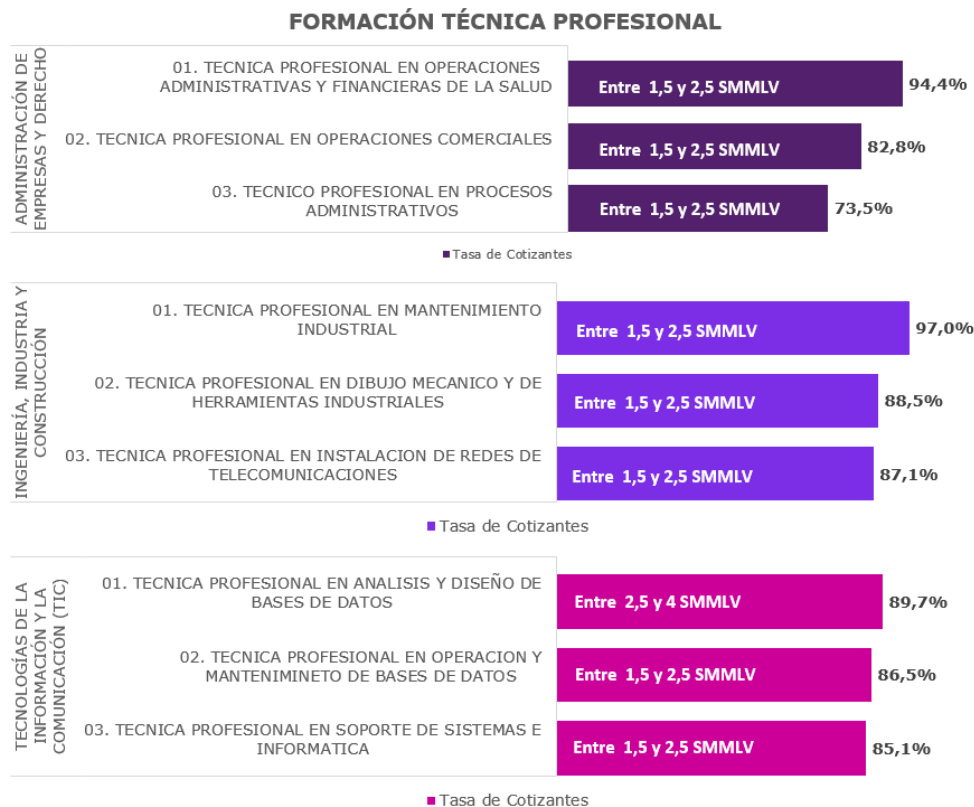 FORMACIÓN TÉCNICA PROFESIONAL
ADMINISTRACIÓN DE
EMPRESAS Y DERECHO
01. TECNICA PROFESIONAL EN OPERACIONES
ADMINISTRATIVAS Y FINANCIERAS DE LA SALUD
Entre 1,5 y 2,5 SMMLV
94,4%
02. TECNICA PROFESIONAL EN OPERACIONES COMERCIALES
Entre 1,5 y 2,5 SMMLV
82,8%
03. TECNICO PROFESIONAL EN PROCESOS
ADMINISTRATIVOS
Entre 1,5 y 2,5 SMMLV
73,5%
Tasa de Cotizantes
INGENIERÍA, INDUSTRIA Y
CONSTRUCCIÓN
01. TECNICA PROFESIONAL EN MANTENIMIENTO
INDUSTRIAL
Entre 1,5 y 2,5 SMMLV
97,0%
02. TECNICA PROFESIONAL EN DIBUJO MECANICO Y DE
HERRAMIENTAS INDUSTRIALES
Entre 1,5 y 2,5 SMMLV
88,5%
03. TECNICA PROFESIONAL EN INSTALACION DE REDES DE
TELECOMUNICACIONES
Entre 1,5 y 2,5 SMMLV
87,1%
Tasa de Cotizantes
TECNOLOGÍAS DE LA
INFORMACIÓN Y LA
COMUNICACIÓN (TIC)
01. TECNICA PROFESIONAL EN ANALISIS Y DISEÑO DE
BASES DE DATOS
Entre 2,5 y 4 SMMLV
89,7%
02. TECNICA PROFESIONAL EN OPERACION Y
MANTENIMINETO DE BASES DE DATOS
Entre 1,5 y 2,5 SMMLV
86,5%
03. TECNICA PROFESIONAL EN SOPORTE DE SISTEMAS E
INFORMATICA
Entre 1,5 y 2,5 SMMLV
85,1%
Tasa de Cotizantes